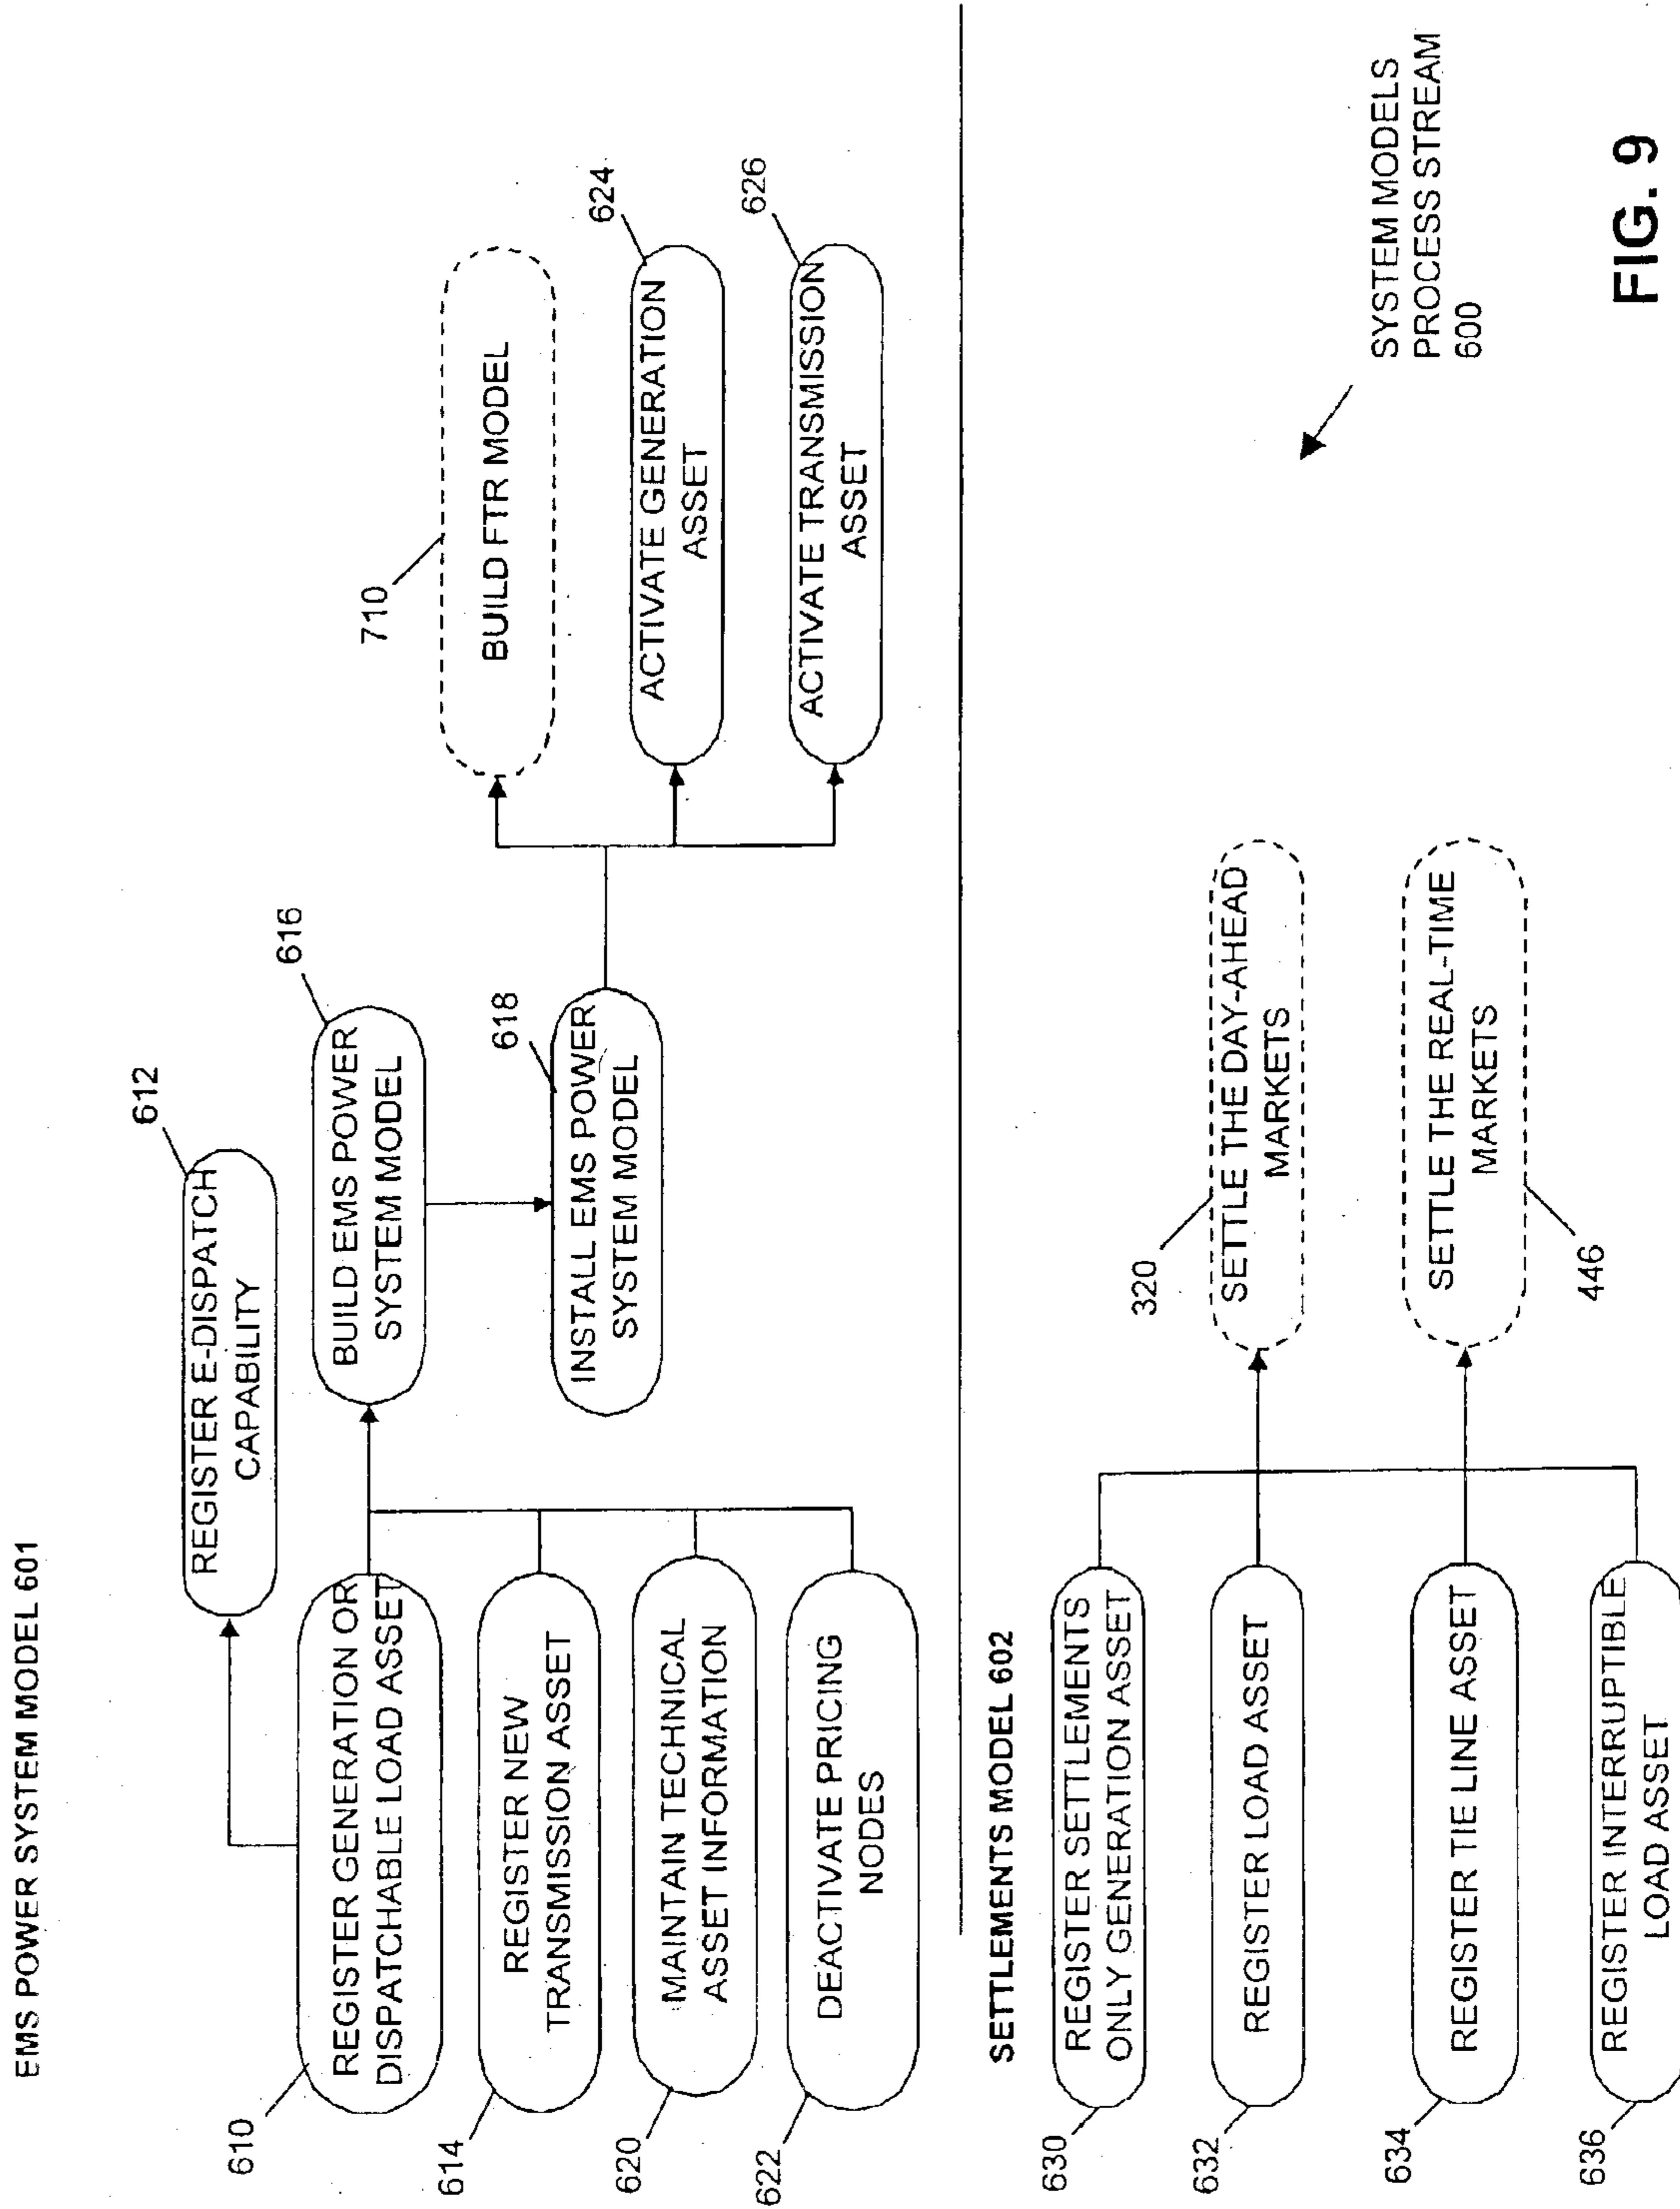 EMS POWER SYSTEM MODEL 601
612
REGISTER E-DISPATCH
CAPABILITY
610
REGISTER GENERATION OR
DISPATCHABLE LOAD ASSET
616
BUILD EMS POWER
SYSTEM MODEL
710
BUILD FTR MODEL
614
REGISTER NEW
TRANSMISSION ASSET
618
INSTALL EMS POWER
SYSTEM MODEL
624
ACTIVATE GENERATION
ASSET
620
MAINTAIN TECHNICAL
ASSET INFORMATION
626
ACTIVATE TRANSMISSION
ASSET
622
DEACTIVATE PRICING
NODES
SETTLEMENTS MODEL 602
630
REGISTER SETTLEMENTS
ONLY GENERATION ASSET
632
REGISTER LOAD ASSET
320
SETTLE THE DAY-AHEAD
MARKETS
634
REGISTER TIE LINE ASSET
SETTLE THE REAL-TIME
MARKETS
446
636
REGISTER INTERRUPTIBLE
LOAD ASSET
SYSTEM MODELS
PROCESS STREAM
600
FIG. 9